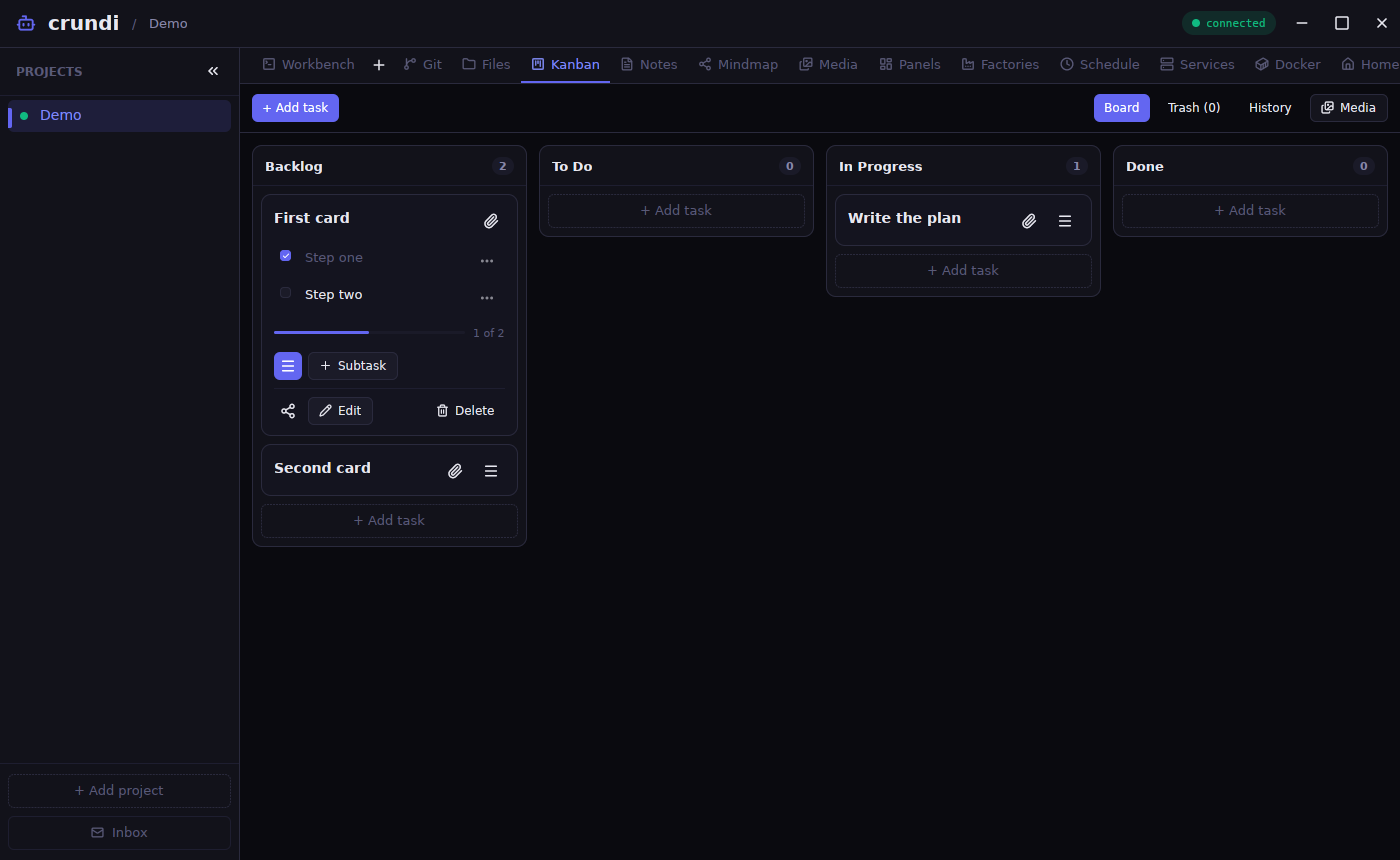 crundi / Demo
connected
PROJECTS
Demo
+ Add project
Inbox
Workbench
Git
Files
Kanban
Notes
Mindmap
Media
Panels
Factories
Schedule
Services
Docker
Home
+ Add task
Board
Trash (0)
History
Media
Backlog 2
First card
Step one
Step two
1 of 2
Subtask
Edit
Delete
Second card
+ Add task
To Do 0
+ Add task
In Progress 1
Write the plan
+ Add task
Done 0
+ Add task